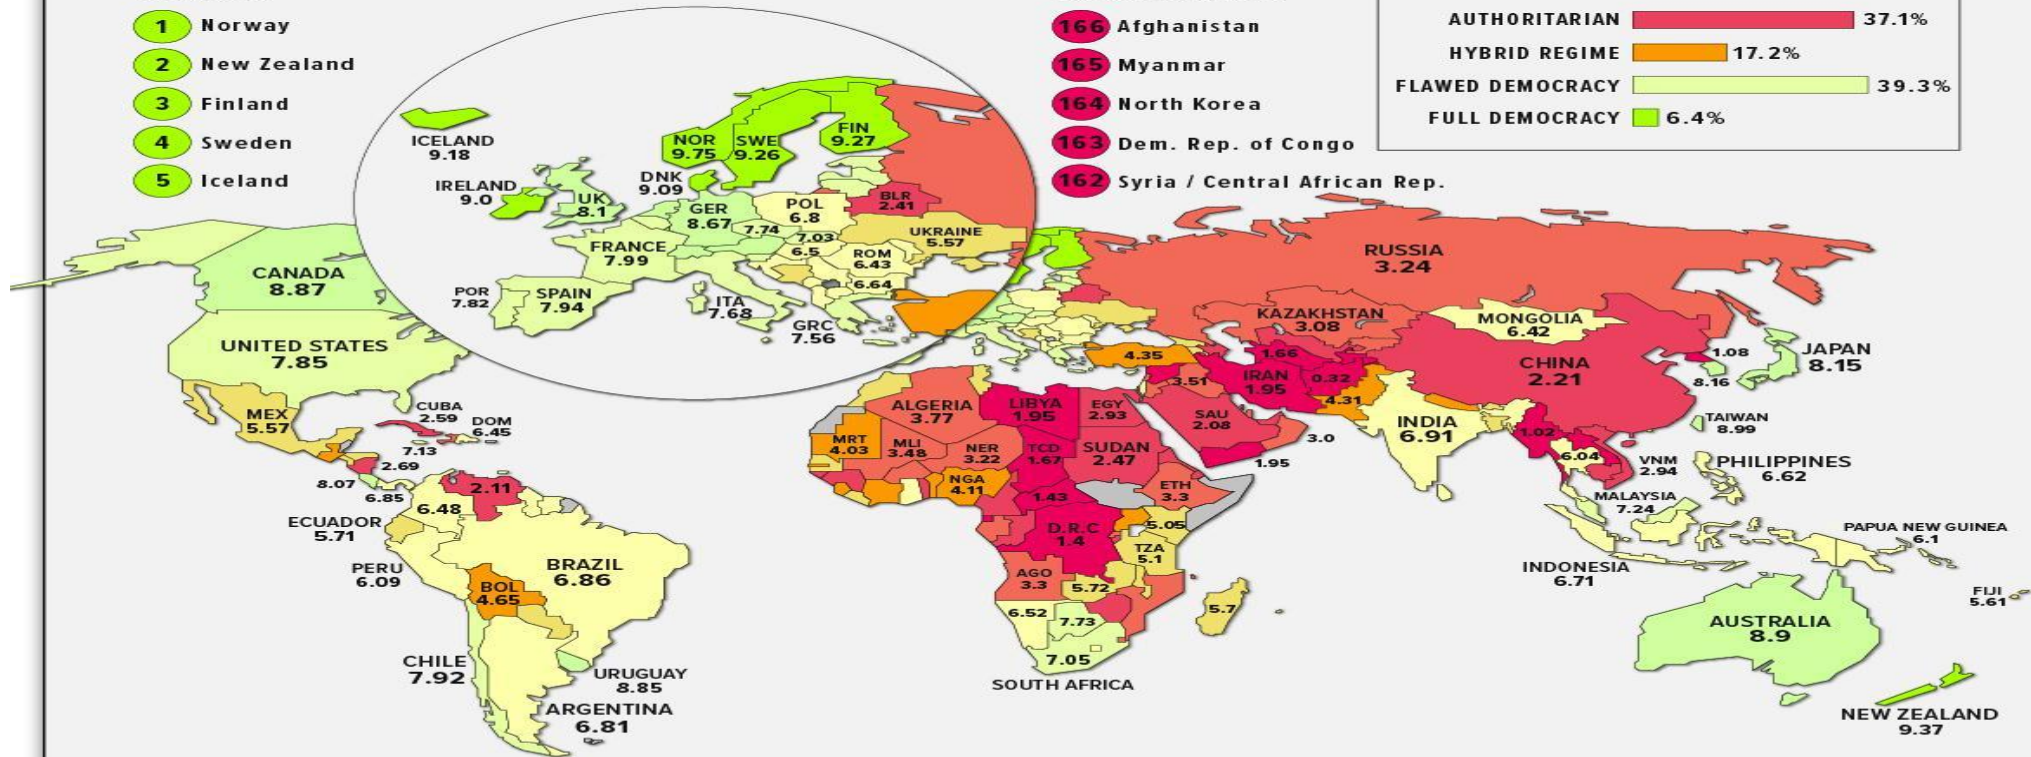 1 Norway
2 New Zealand
3 Finland
4 Sweden
5 Iceland
166 Afghanistan
165 Myanmar
164 North Korea
163 Dem. Rep. of Congo
162 Syria / Central African Rep.
AUTHORITARIAN 37.1%
HYBRID REGIME 17.2%
FLAWED DEMOCRACY 39.3%
FULL DEMOCRACY 6.4%
ICELAND
9.18
NOR
9.75
SWE
9.26
FIN
9.27
IRELAND
9.0
DNK
9.09
UK
8.1
GER
8.67
POL
6.8
BLR
2.41
7.74
7.03
6.5
UKRAINE
5.57
FRANCE
7.99
ROM
6.43
6.64
POR
7.82
SPAIN
7.94
ITA
7.68
GRC
7.56
CANADA
8.87
UNITED STATES
7.85
MEX
5.57
CUBA
2.59
DOM
6.45
7.13
2.69
8.07
6.85
2.11
6.48
ECUADOR
5.71
PERU
6.09
BRAZIL
6.86
BOL
4.65
CHILE
7.92
URUGUAY
8.85
ARGENTINA
6.81
RUSSIA
3.24
KAZAKHSTAN
3.08
MONGOLIA
6.42
CHINA
2.21
1.08
8.16
JAPAN
8.15
TAIWAN
8.99
4.35
1.66
IRAN
1.95
0.32
3.51
4.31
INDIA
6.91
1.02
6.04
VNM
2.94
PHILIPPINES
6.62
MALAYSIA
7.24
INDONESIA
6.71
PAPUA NEW GUINEA
6.1
FIJI
5.61
AUSTRALIA
8.9
NEW ZEALAND
9.37
ALGERIA
3.77
LIBYA
1.95
EGY
2.93
SAU
2.08
3.0
1.95
MRT
4.03
MLI
3.48
NER
3.22
TCD
1.67
SUDAN
2.47
NGA
4.11
ETH
3.3
1.43
D.R.C
1.4
5.05
TZA
5.1
AGO
3.3
5.72
6.52
7.73
5.7
7.05
SOUTH AFRICA